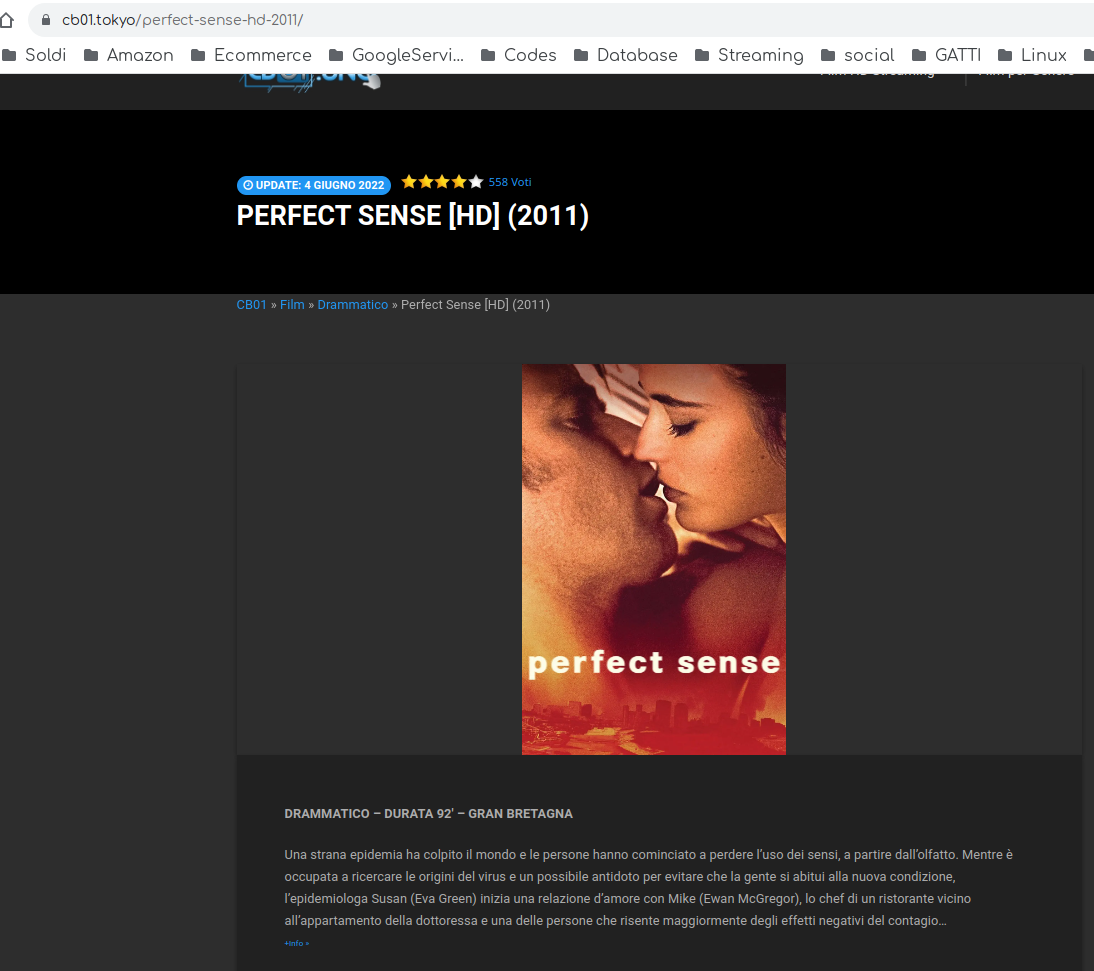 cb01.tokyo/perfect-sense-hd-2011/
Soldi Amazon Ecommerce GoogleServi... Codes Database Streaming social GATTI Linux
UPDATE: 4 GIUGNO 2022 558 Voti
PERFECT SENSE [HD] (2011)
CB01 » Film » Drammatico » Perfect Sense [HD] (2011)
perfect sense
DRAMMATICO – DURATA 92' – GRAN BRETAGNA
Una strana epidemia ha colpito il mondo e le persone hanno cominciato a perdere l’uso dei sensi, a partire dall’olfatto. Mentre è
occupata a ricercare le origini del virus e un possibile antidoto per evitare che la gente si abitui alla nuova condizione,
l’epidemiologa Susan (Eva Green) inizia una relazione d’amore con Mike (Ewan McGregor), lo chef di un ristorante vicino
all’appartamento della dottoressa e una delle persone che risente maggiormente degli effetti negativi del contagio…
+Info »